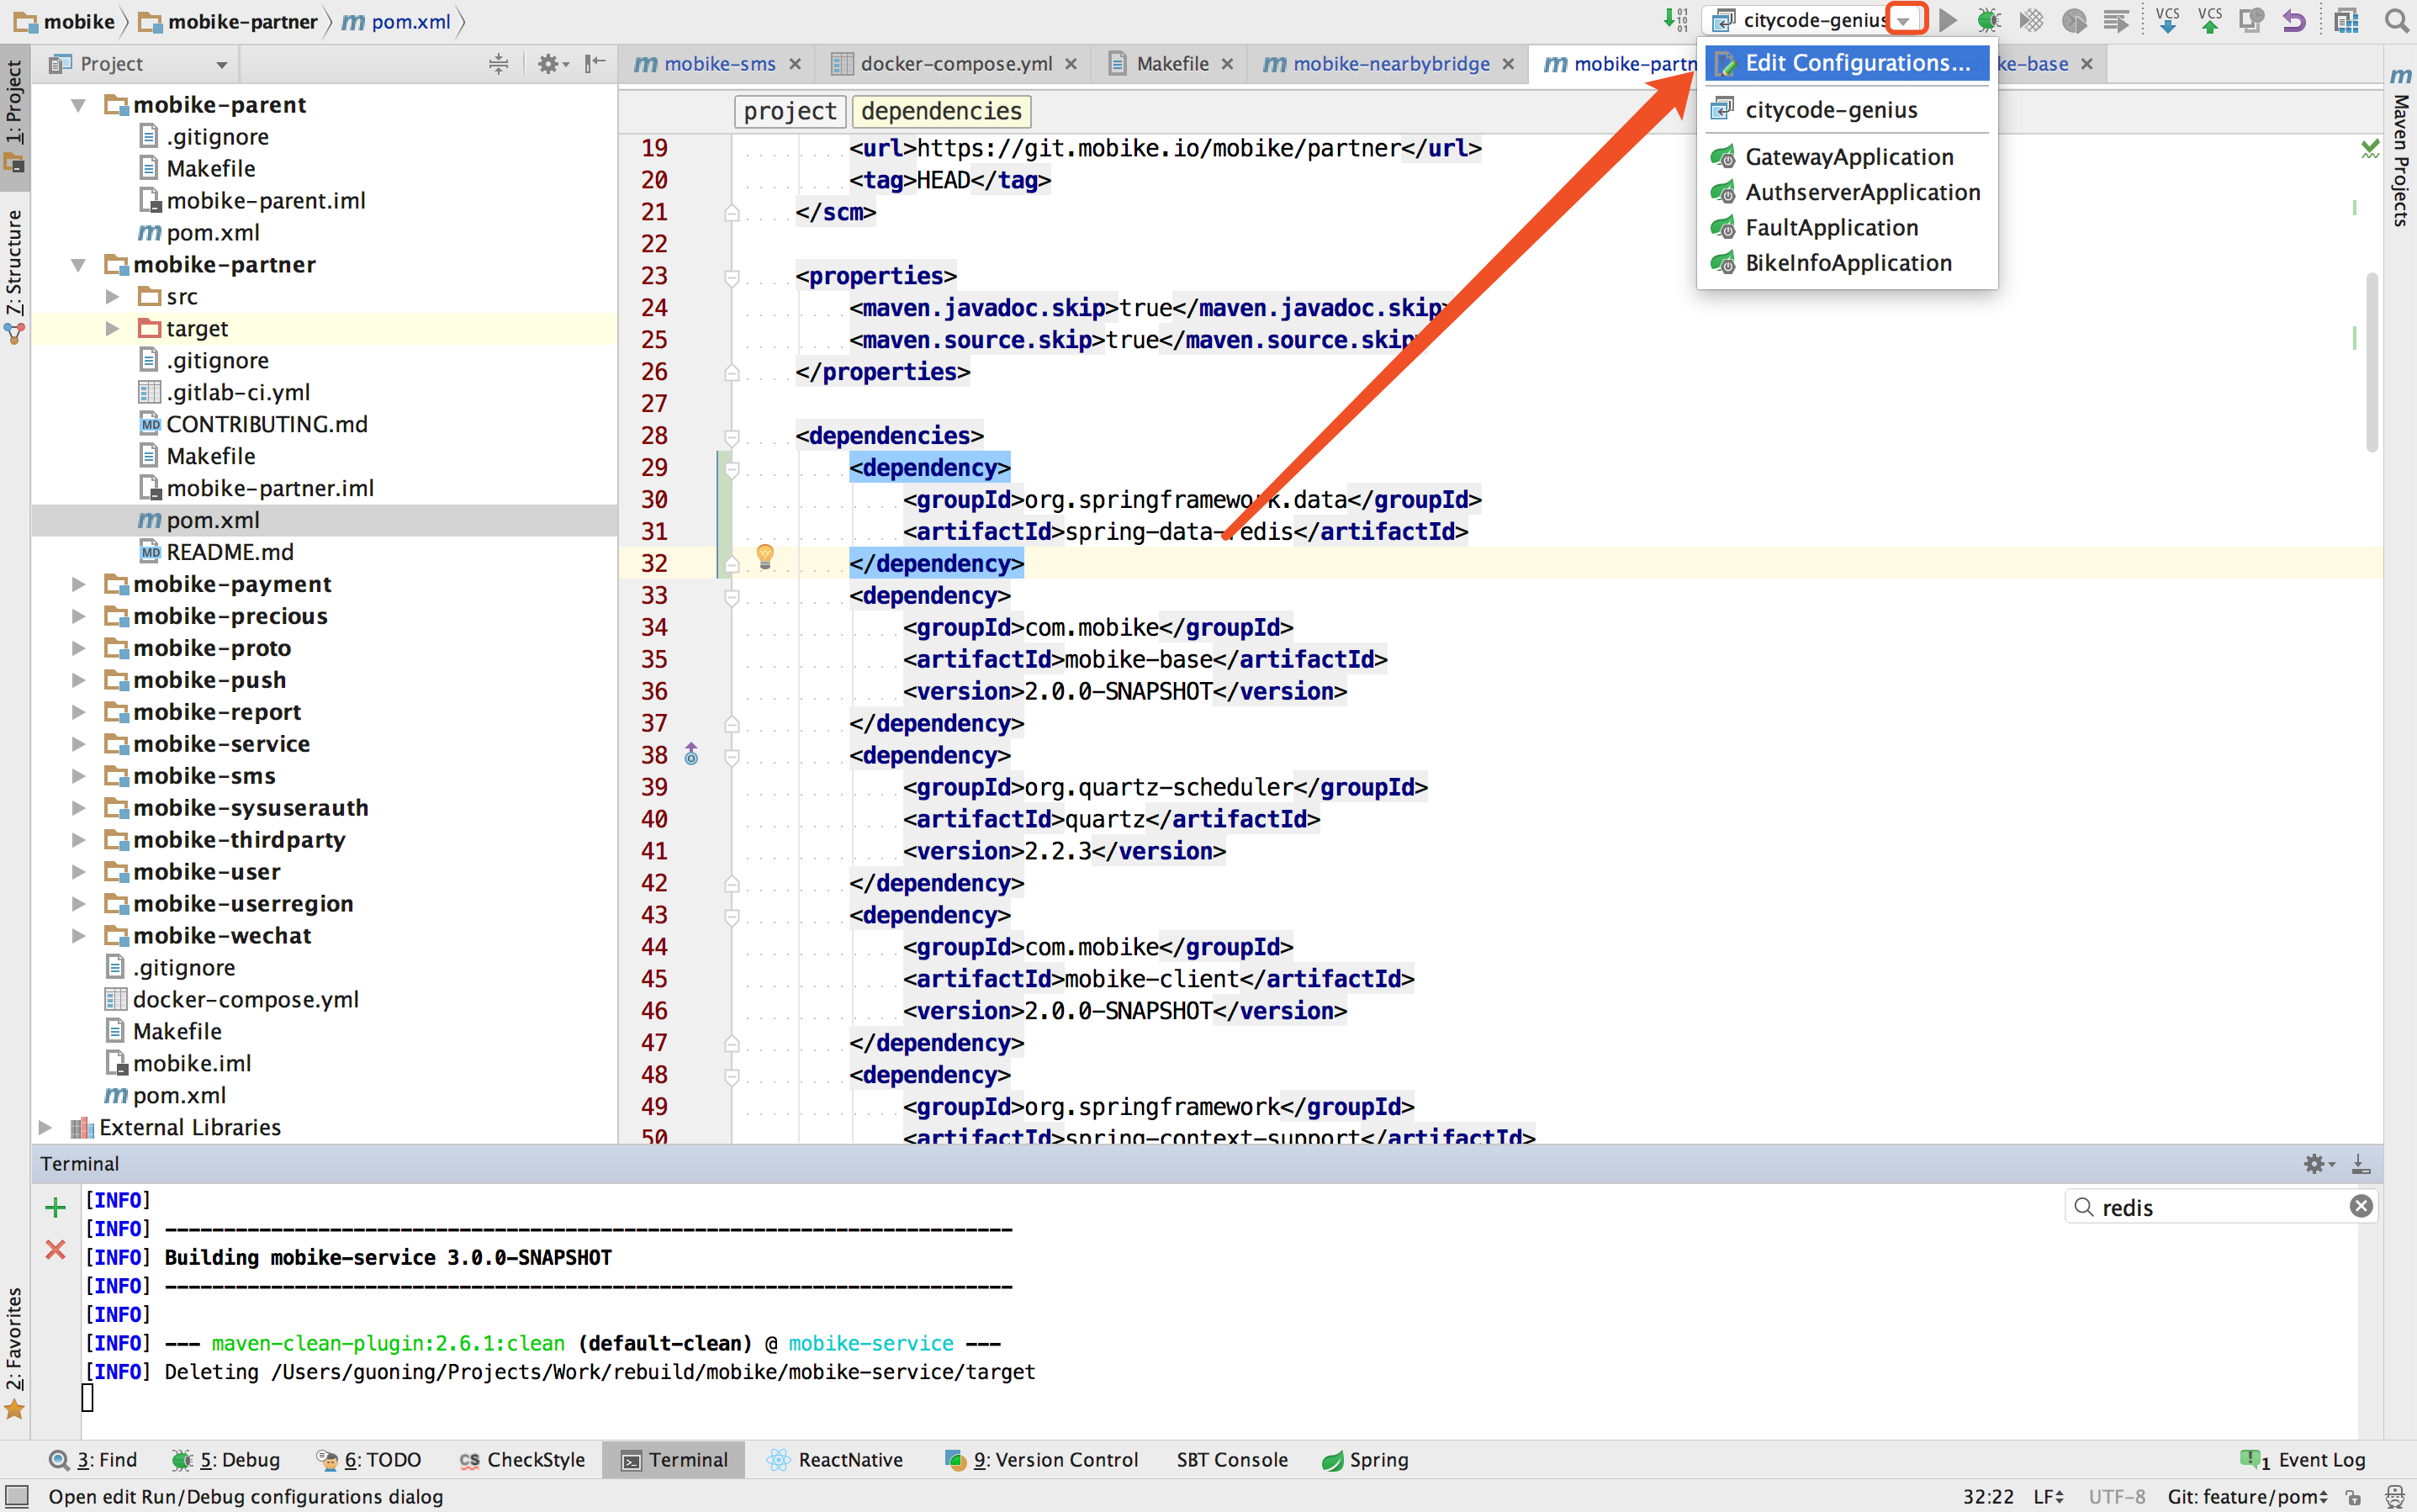 mobike mobike-partner pom.xml
citycode-genius
VCS VCS
Project
mobike-sms docker-compose.yml Makefile mobike-nearbybridge mobike-partn ke-base
Edit Configurations...
citycode-genius
GatewayApplication
AuthserverApplication
FaultApplication
BikeInfoApplication
1: Project
7: Structure
2: Favorites
Maven Projects
mobike-parent
.gitignore
Makefile
mobike-parent.iml
pom.xml
mobike-partner
src
target
.gitignore
.gitlab-ci.yml
CONTRIBUTING.md
Makefile
mobike-partner.iml
pom.xml
README.md
mobike-payment
mobike-precious
mobike-proto
mobike-push
mobike-report
mobike-service
mobike-sms
mobike-sysuserauth
mobike-thirdparty
mobike-user
mobike-userregion
mobike-wechat
.gitignore
docker-compose.yml
Makefile
mobike.iml
pom.xml
External Libraries
project dependencies
19 <url>https://git.mobike.io/mobike/partner</url>
20 <tag>HEAD</tag>
21 </scm>
22
23 <properties>
24 <maven.javadoc.skip>true</maven.javadoc.skip>
25 <maven.source.skip>true</maven.source.skip
26 </properties>
27
28 <dependencies>
29 <dependency>
30 <groupId>org.springframework.data</groupId>
31 <artifactId>spring-data-redis</artifactId>
32 </dependency>
33 <dependency>
34 <groupId>com.mobike</groupId>
35 <artifactId>mobike-base</artifactId>
36 <version>2.0.0-SNAPSHOT</version>
37 </dependency>
38 <dependency>
39 <groupId>org.quartz-scheduler</groupId>
40 <artifactId>quartz</artifactId>
41 <version>2.2.3</version>
42 </dependency>
43 <dependency>
44 <groupId>com.mobike</groupId>
45 <artifactId>mobike-client</artifactId>
46 <version>2.0.0-SNAPSHOT</version>
47 </dependency>
48 <dependency>
49 <groupId>org.springframework</groupId>
50 <artifactId>spring-context-support</artifactId>
Terminal
redis
[INFO]
[INFO] ------------------------------------------------------------------------
[INFO] Building mobike-service 3.0.0-SNAPSHOT
[INFO] ------------------------------------------------------------------------
[INFO]
[INFO] --- maven-clean-plugin:2.6.1:clean (default-clean) @ mobike-service ---
[INFO] Deleting /Users/guoning/Projects/Work/rebuild/mobike/mobike-service/target
3: Find 5: Debug 6: TODO CheckStyle Terminal ReactNative 9: Version Control SBT Console Spring 1 Event Log
Open edit Run/Debug configurations dialog 32:22 LF UTF-8 Git: feature/pom